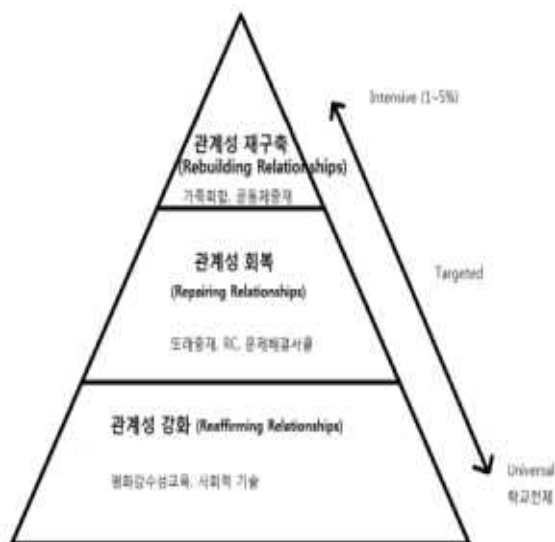 Intensive (1~5%)
관계성 재구축
(Rebuilding Relationships)
가족회합, 공동체중재
관계성 회복
(Repairing Relationships)
Targeted
또래중재, RC, 문제해결서클
관계성 강화 (Reaffirming Relationships)
평화감수성교육, 사회적 기술
Universal
학교전체